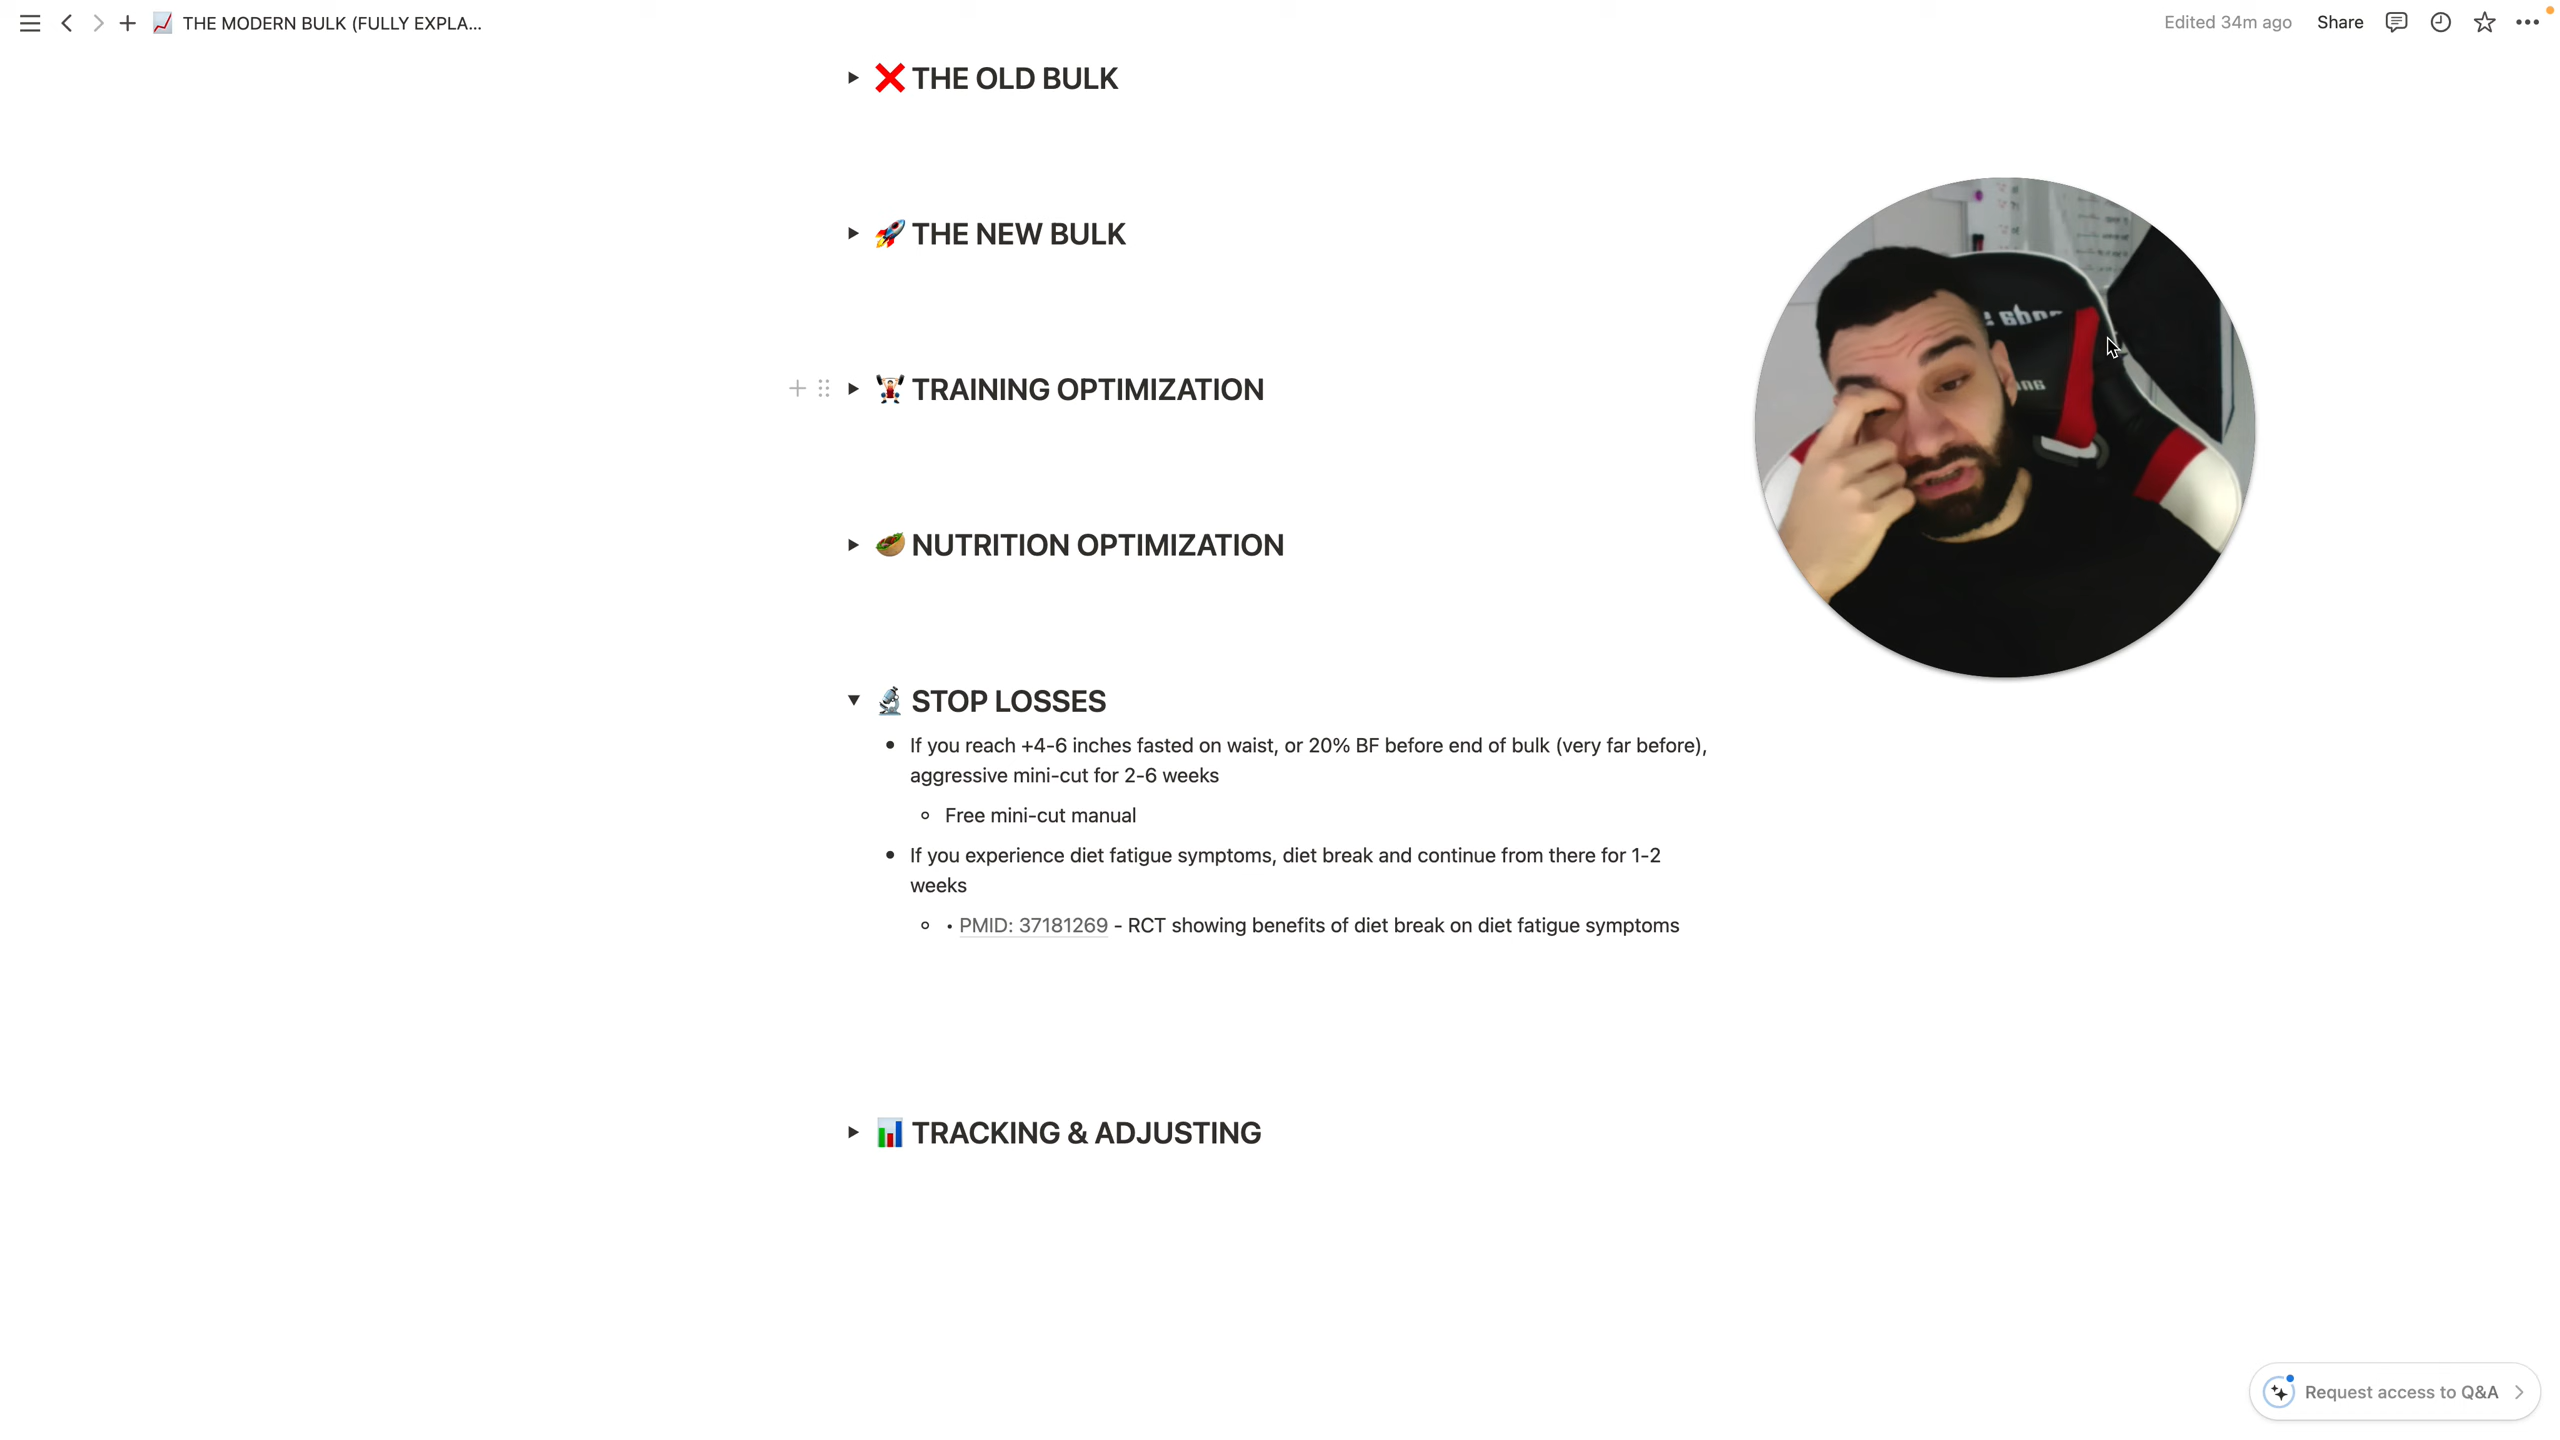 THE MODERN BULK (FULLY EXPLA...
Edited 34m ago
Share
THE OLD BULK
THE NEW BULK
TRAINING OPTIMIZATION
NUTRITION OPTIMIZATION
STOP LOSSES
If you reach +4-6 inches fasted on waist, or 20% BF before end of bulk (very far before),
aggressive mini-cut for 2-6 weeks
Free mini-cut manual
If you experience diet fatigue symptoms, diet break and continue from there for 1-2
weeks
• PMID: 37181269 - RCT showing benefits of diet break on diet fatigue symptoms
TRACKING & ADJUSTING
Request access to Q&A